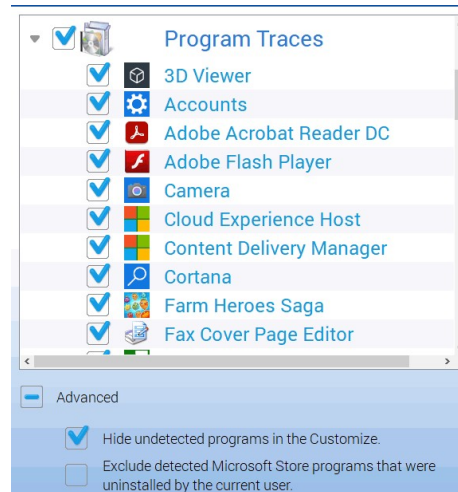 Program Traces
3D Viewer
Accounts
Adobe Acrobat Reader DC
Adobe Flash Player
Camera
Cloud Experience Host
Content Delivery Manager
Cortana
Farm Heroes Saga
Fax Cover Page Editor
Advanced
Hide undetected programs in the Customize.
Exclude detected Microsoft Store programs that were
uninstalled by the current user.